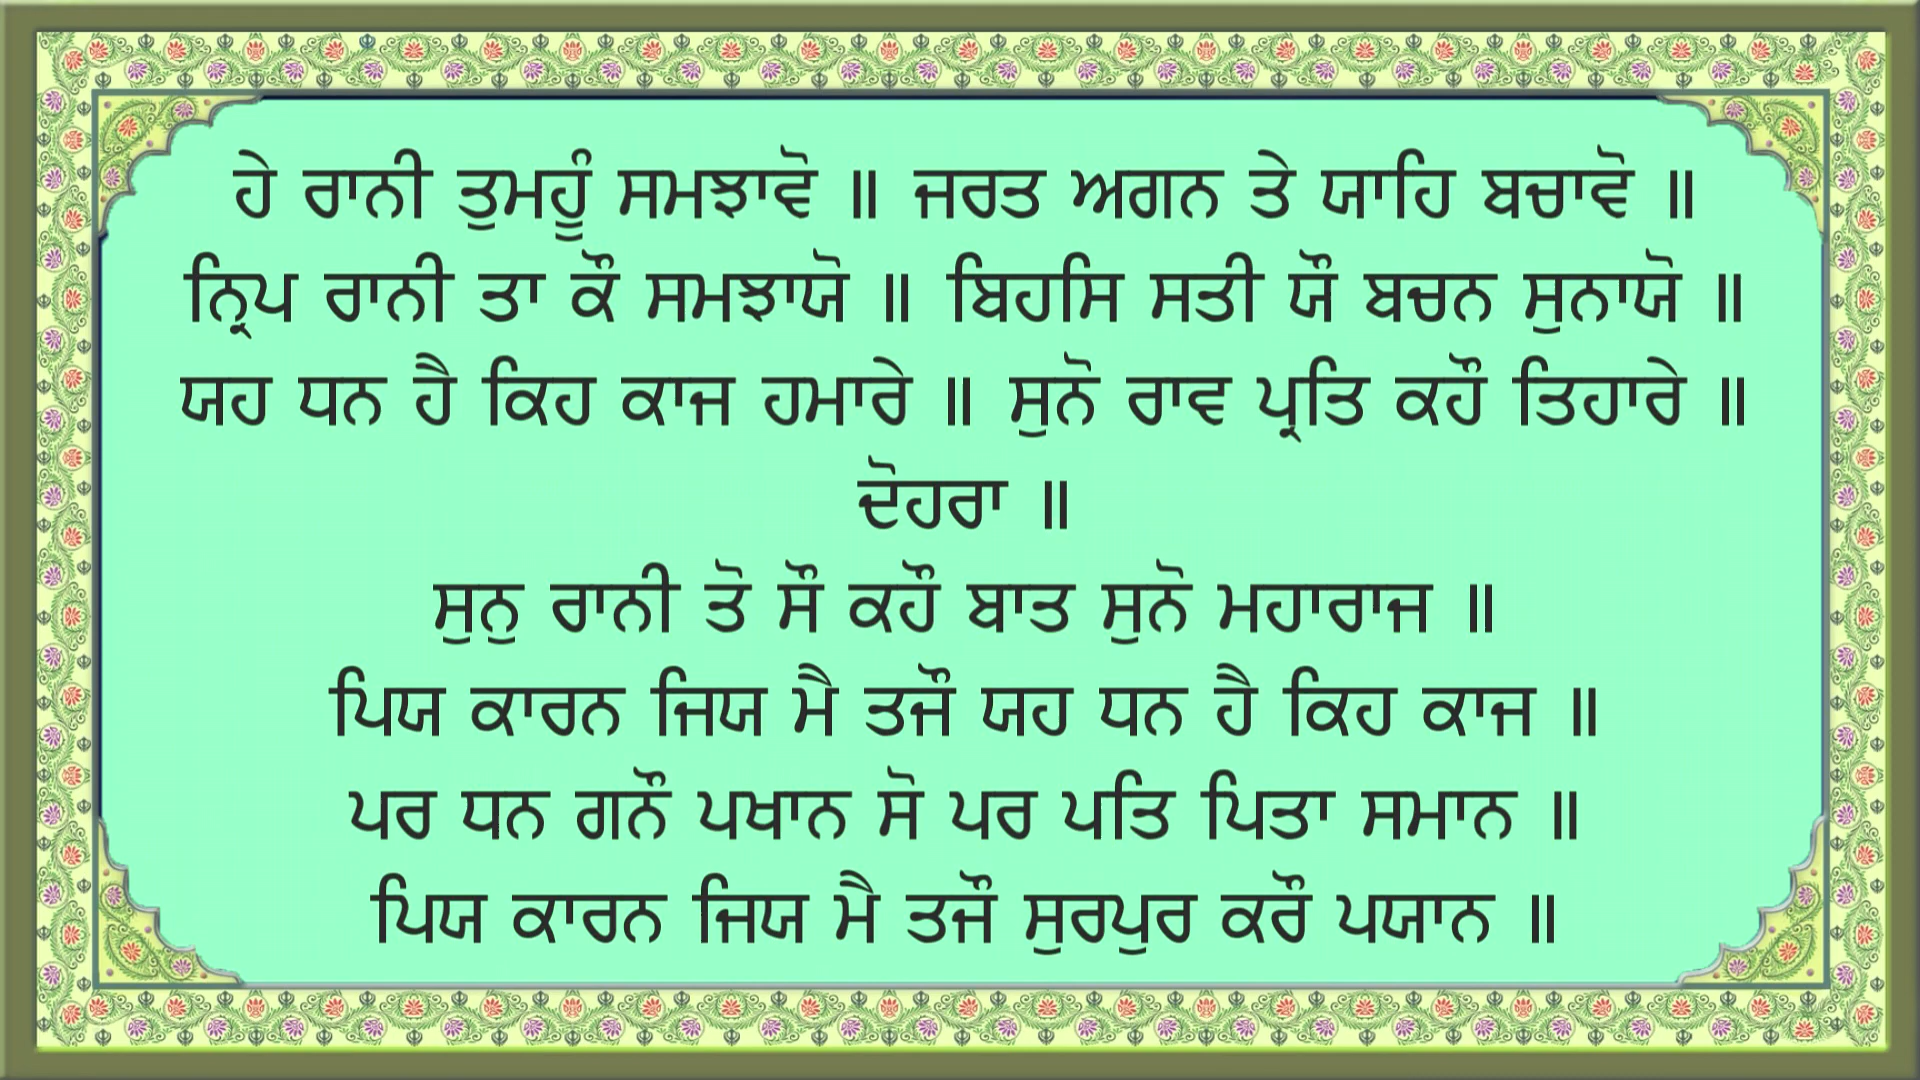 ਹੇ ਰਾਨੀ ਤੁਮਹੂੰ ਸਮਝਾਵੋ ॥ ਜਰਤ ਅਗਨ ਤੇ ਯਾਹਿ ਬਚਾਵੋ ॥
ਨ੍ਰਿਪ ਰਾਨੀ ਤਾ ਕੌ ਸਮਝਾਯੋ ॥ ਬਿਹਸਿ ਸਤੀ ਯੌ ਬਚਨ ਸੁਨਾਯੋ ॥
ਯਹ ਧਨ ਹੈ ਕਿਹ ਕਾਜ ਹਮਾਰੇ ॥ ਸੁਨੋ ਰਾਵ ਪ੍ਰਤਿ ਕਹੌ ਤਿਹਾਰੇ ॥
ਦੋਹਰਾ ॥
ਸੁਨੁ ਰਾਨੀ ਤੋ ਸੌ ਕਹੌ ਬਾਤ ਸੁਨੋ ਮਹਾਰਾਜ ॥
ਪਿਯ ਕਾਰਨ ਜਿਯ ਮੈ ਤਜੌ ਯਹ ਧਨ ਹੈ ਕਿਹ ਕਾਜ ॥
ਪਰ ਧਨ ਗਨੌ ਪਖਾਨ ਸੋ ਪਰ ਪਤਿ ਪਿਤਾ ਸਮਾਨ ॥
ਪਿਯ ਕਾਰਨ ਜਿਯ ਮੈ ਤਜੌ ਸੁਰਪੁਰ ਕਰੌ ਪਯਾਨ ॥